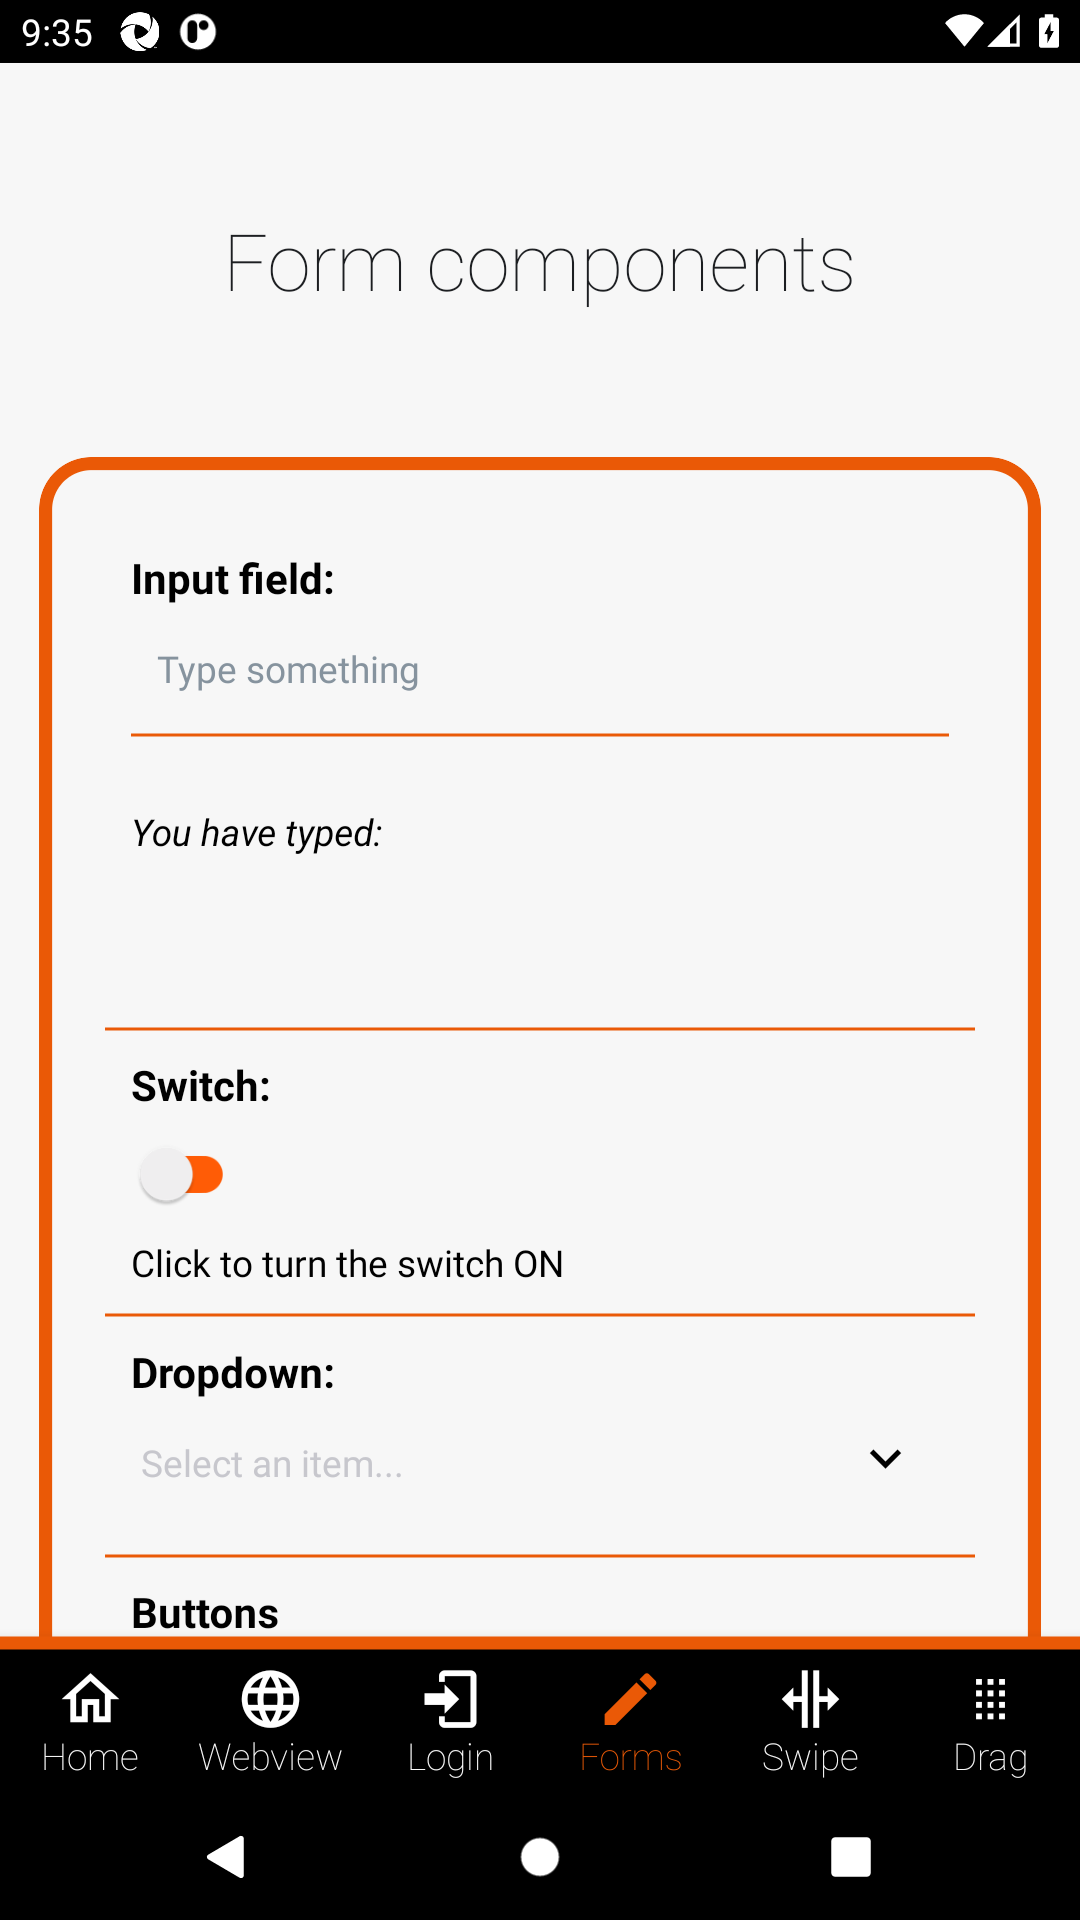 9:35
Form components
Input field:
Type something
You have typed:
Switch:
Click to turn the switch ON
Dropdown:
Select an item...
Buttons
Home Webview Login Forms Swipe Drag